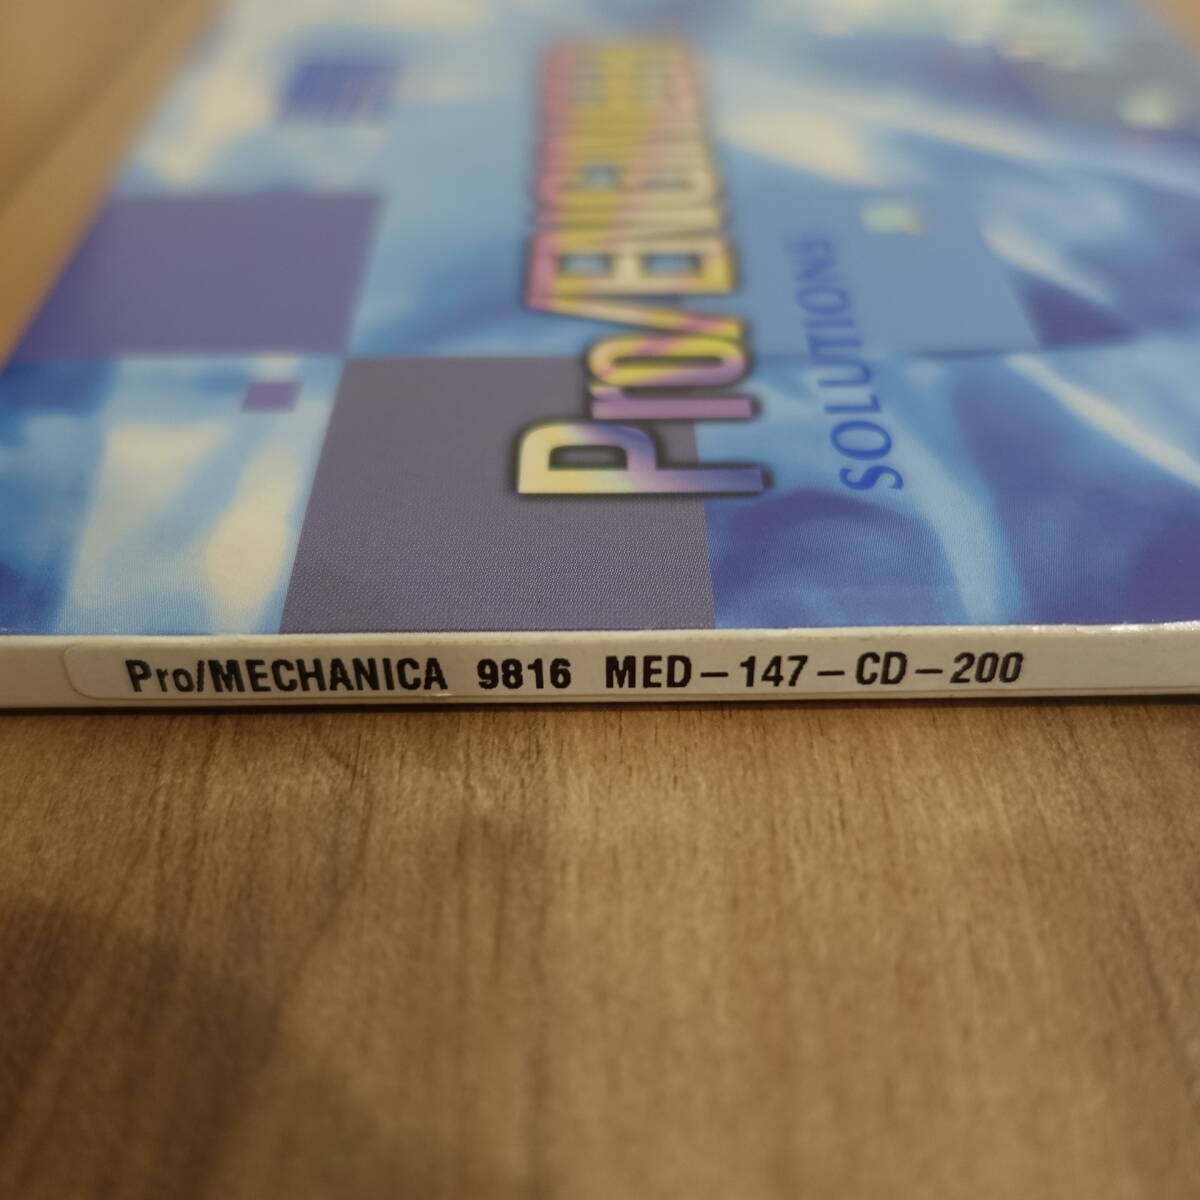 Pro/ENGINEER
SOLUTIONS
Pro/MECHANICA 9816 MED-147-CD-200